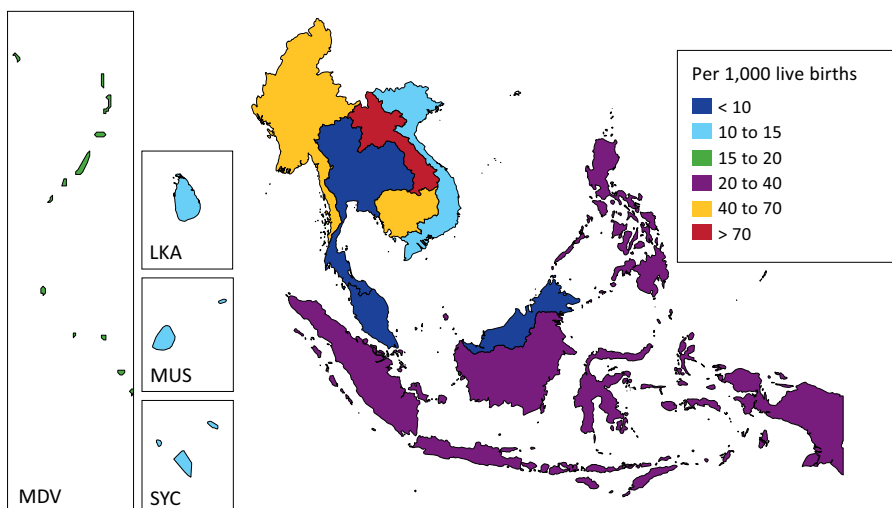 Per 1,000 live births
< 10
10 to 15
15 to 20
20 to 40
40 to 70
> 70
LKA
MUS
SYC
MDV